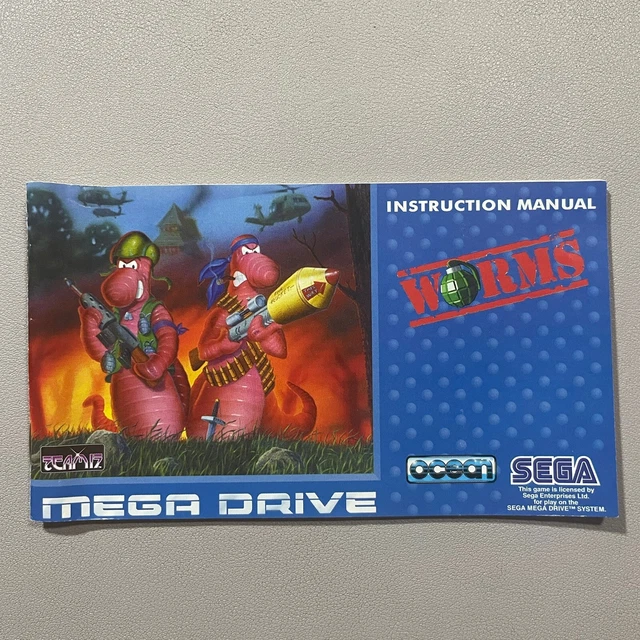 INSTRUCTION MANUAL
WORMS
TEAM17
ocean
SEGA
This game is licensed by
Sega Enterprises Ltd.
for play on the
SEGA MEGA DRIVE™ SYSTEM.
MEGA DRIVE